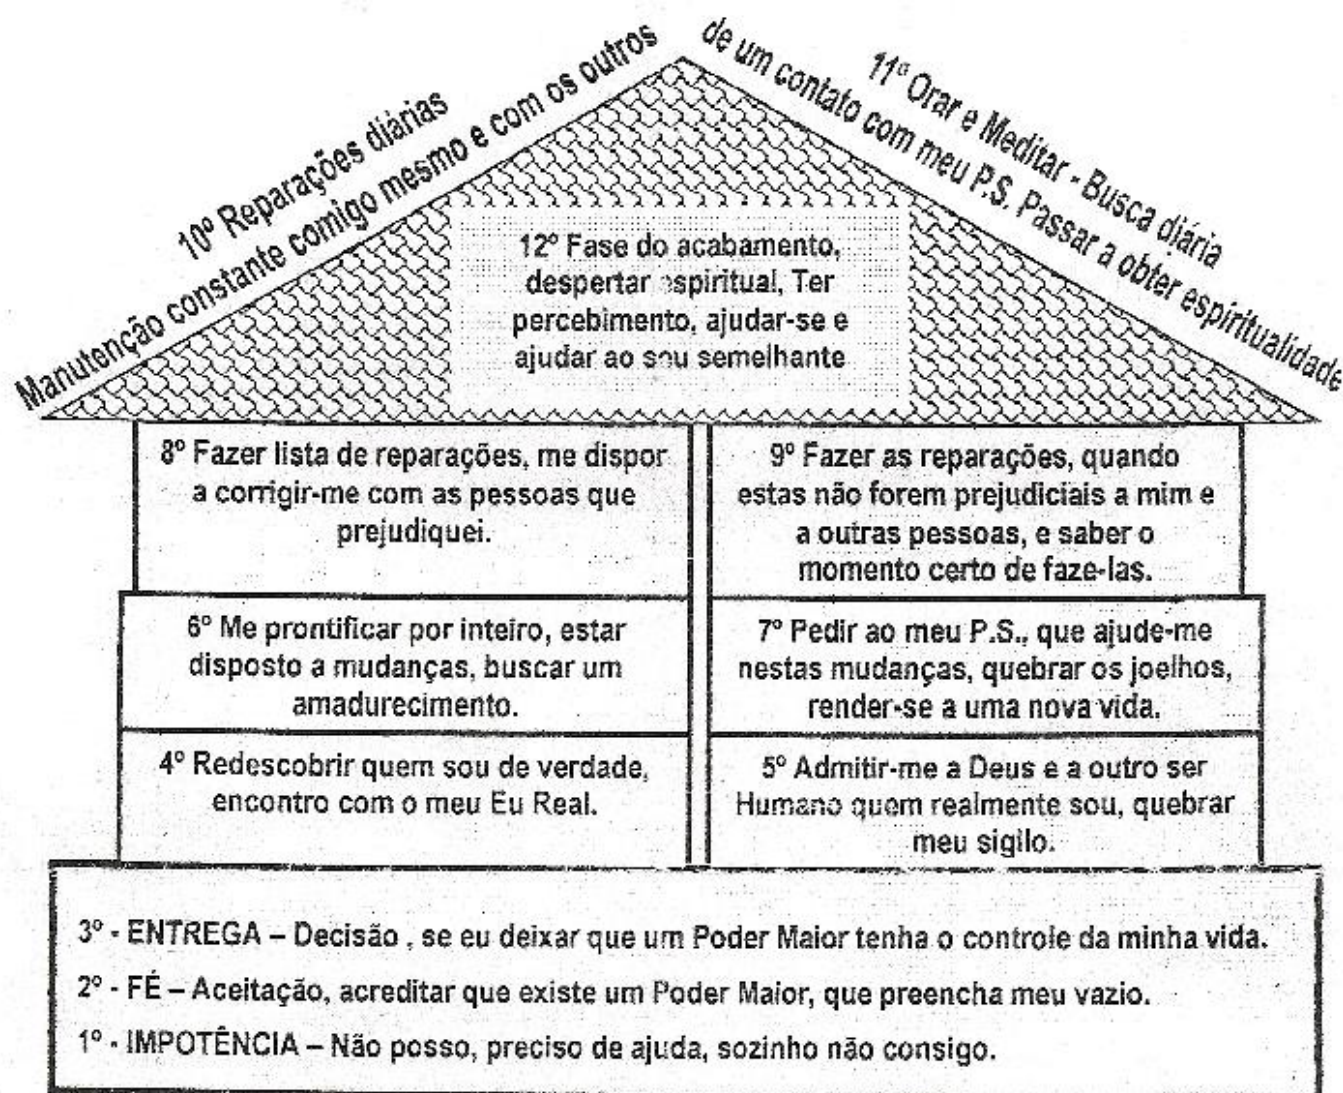 10º Reparações diárias
Manutenção constante comigo mesmo e com os outros
11º Orar e Meditar - Busca diária
de um contato com meu P.S. Passar a obter espiritualidade
12º Fase do acabamento,
despertar espiritual, Ter
percebimento, ajudar-se e
ajudar ao seu semelhante
8º Fazer lista de reparações, me dispor
a corrigir-me com as pessoas que
prejudiquei.
9º Fazer as reparações, quando
estas não forem prejudiciais a mim e
a outras pessoas, e saber o
momento certo de faze-las.
6º Me prontificar por inteiro, estar
disposto a mudanças, buscar um
amadurecimento.
7º Pedir ao meu P.S., que ajude-me
nestas mudanças, quebrar os joelhos,
render-se a uma nova vida.
4º Redescobrir quem sou de verdade,
encontro com o meu Eu Real.
5º Admitir-me a Deus e a outro ser
Humano quem realmente sou, quebrar
meu sigilo.
3º - ENTREGA – Decisão , se eu deixar que um Poder Maior tenha o controle da minha vida.
2º - FÉ – Aceitação, acreditar que existe um Poder Maior, que preencha meu vazio.
1º - IMPOTÊNCIA – Não posso, preciso de ajuda, sozinho não consigo.